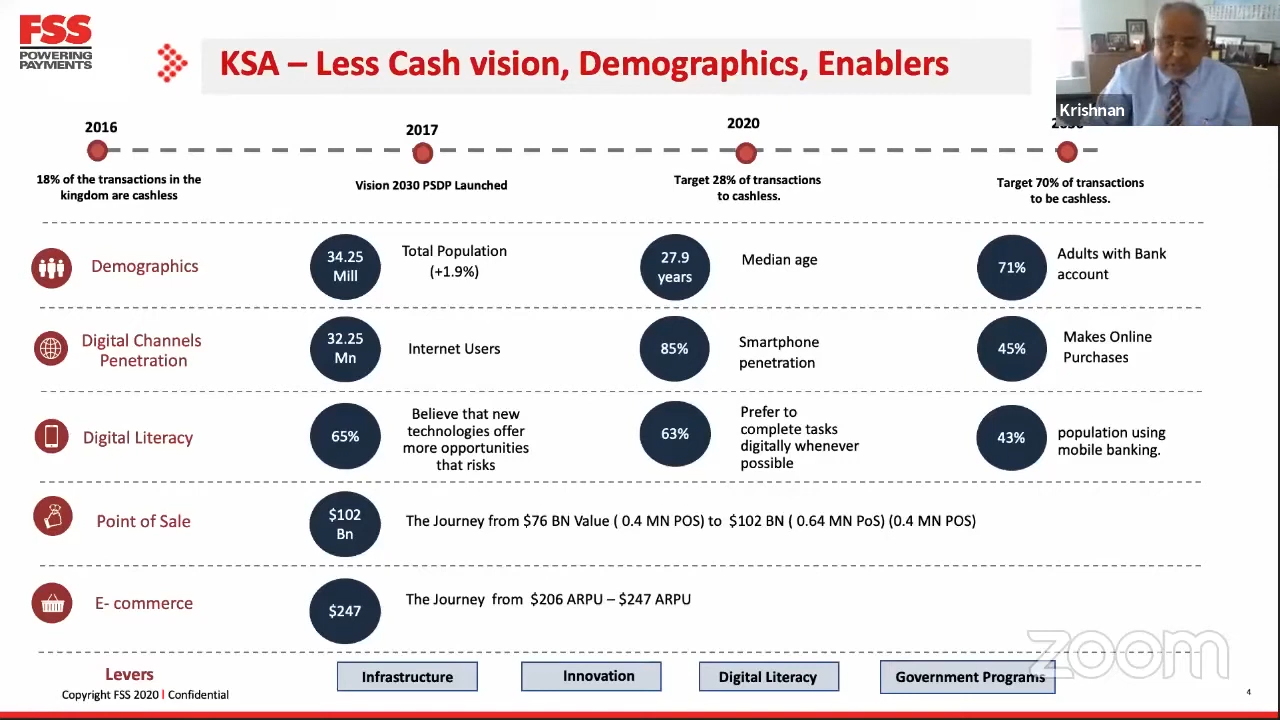 FSS
POWERING
PAYMENTS
KSA – Less Cash vision, Demographics, Enablers
Krishnan
2016
2017
2020
18% of the transactions in the
kingdom are cashless
Vision 2030 PSDP Launched
Target 28% of transactions
to cashless.
Target 70% of transactions
to be cashless.
Demographics
34.25
Mill
Total Population
(+1.9%)
27.9
years
Median age
71%
Adults with Bank
account
Digital Channels
Penetration
32.25
Mn
Internet Users
85%
Smartphone
penetration
45%
Makes Online
Purchases
Digital Literacy
65%
Believe that new
technologies offer
more opportunities
that risks
63%
Prefer to
complete tasks
digitally whenever
possible
43%
population using
mobile banking.
Point of Sale
$102
Bn
The Journey from $76 BN Value ( 0.4 MN POS) to $102 BN ( 0.64 MN PoS) (0.4 MN POS)
E- commerce
$247
The Journey from $206 ARPU – $247 ARPU
Levers
Infrastructure
Innovation
Digital Literacy
Government Programs
zoom
Copyright FSS 2020 I Confidential
4